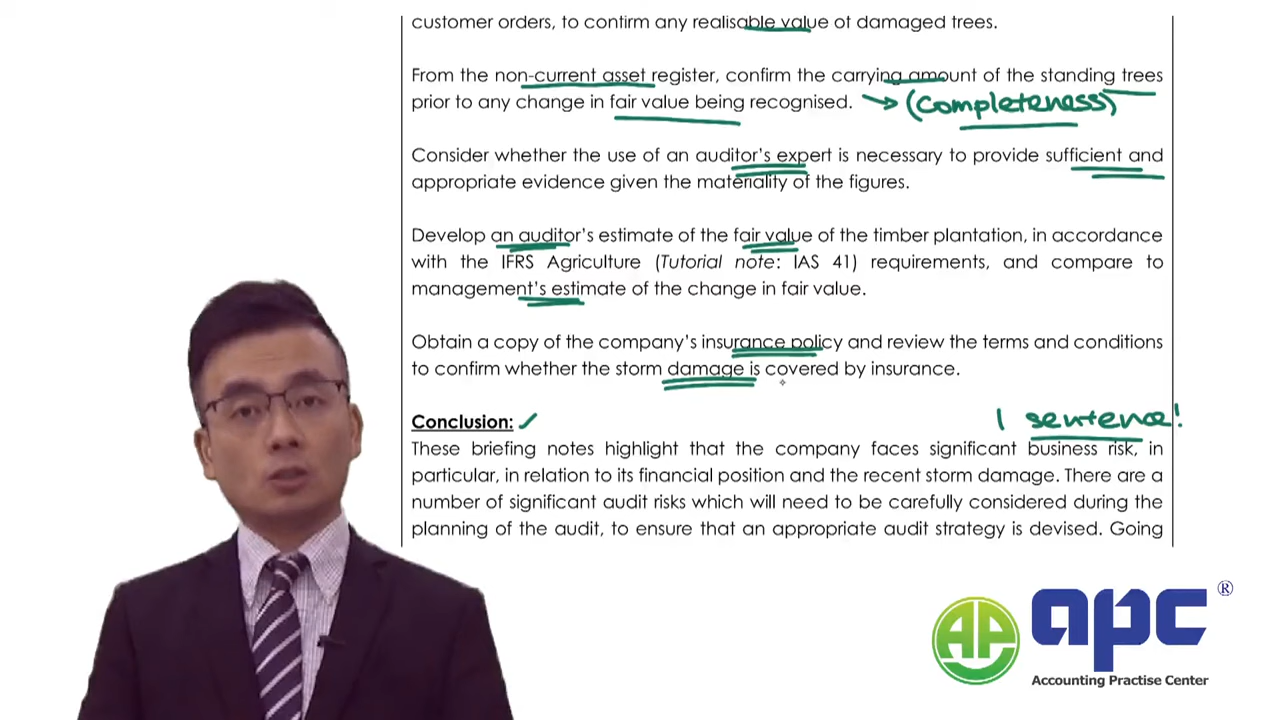 customer orders, to confirm any realisable value of damaged trees.
From the non-current asset register, confirm the carrying amount of the standing trees
prior to any change in fair value being recognised. → (Completeness)
Consider whether the use of an auditor's expert is necessary to provide sufficient and
appropriate evidence given the materiality of the figures.
Develop an auditor's estimate of the fair value of the timber plantation, in accordance
with the IFRS Agriculture (Tutorial note: IAS 41) requirements, and compare to
management's estimate of the change in fair value.
Obtain a copy of the company's insurance policy and review the terms and conditions
to confirm whether the storm damage is covered by insurance.
Conclusion: ✓ 1 sentence!
These briefing notes highlight that the company faces significant business risk, in
particular, in relation to its financial position and the recent storm damage. There are a
number of significant audit risks which will need to be carefully considered during the
planning of the audit, to ensure that an appropriate audit strategy is devised. Going
AP apc®
Accounting Practise Center